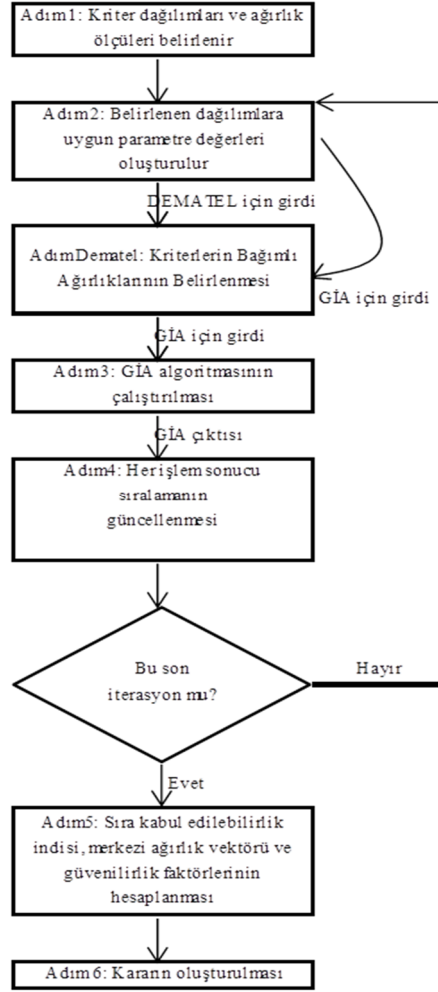 Adım1: Kriter dağılımları ve ağırlık
ölçüleri belirlenir
Adım2: Belirlenen dağılımlara
uygun parametre değerleri
oluşturulur
DEMATEL için girdi
AdımDematel: Kriterlerin Bağımlı
Ağırlıklarının Belirlenmesi
GİA için girdi
GİA için girdi
Adım3: GİA algoritmasının
çalıştırılması
GİA çıktısı
Adım4: Her işlem sonucu
sıralamanın
güncellenmesi
Bu son
iterasyon mu?
Hayır
Evet
Adım5: Sıra kabul edilebilirlik
indisi, merkezi ağırlık vektörü ve
güvenilirlik faktörlerinin
hesaplanması
Adım6: Kararın oluşturulması